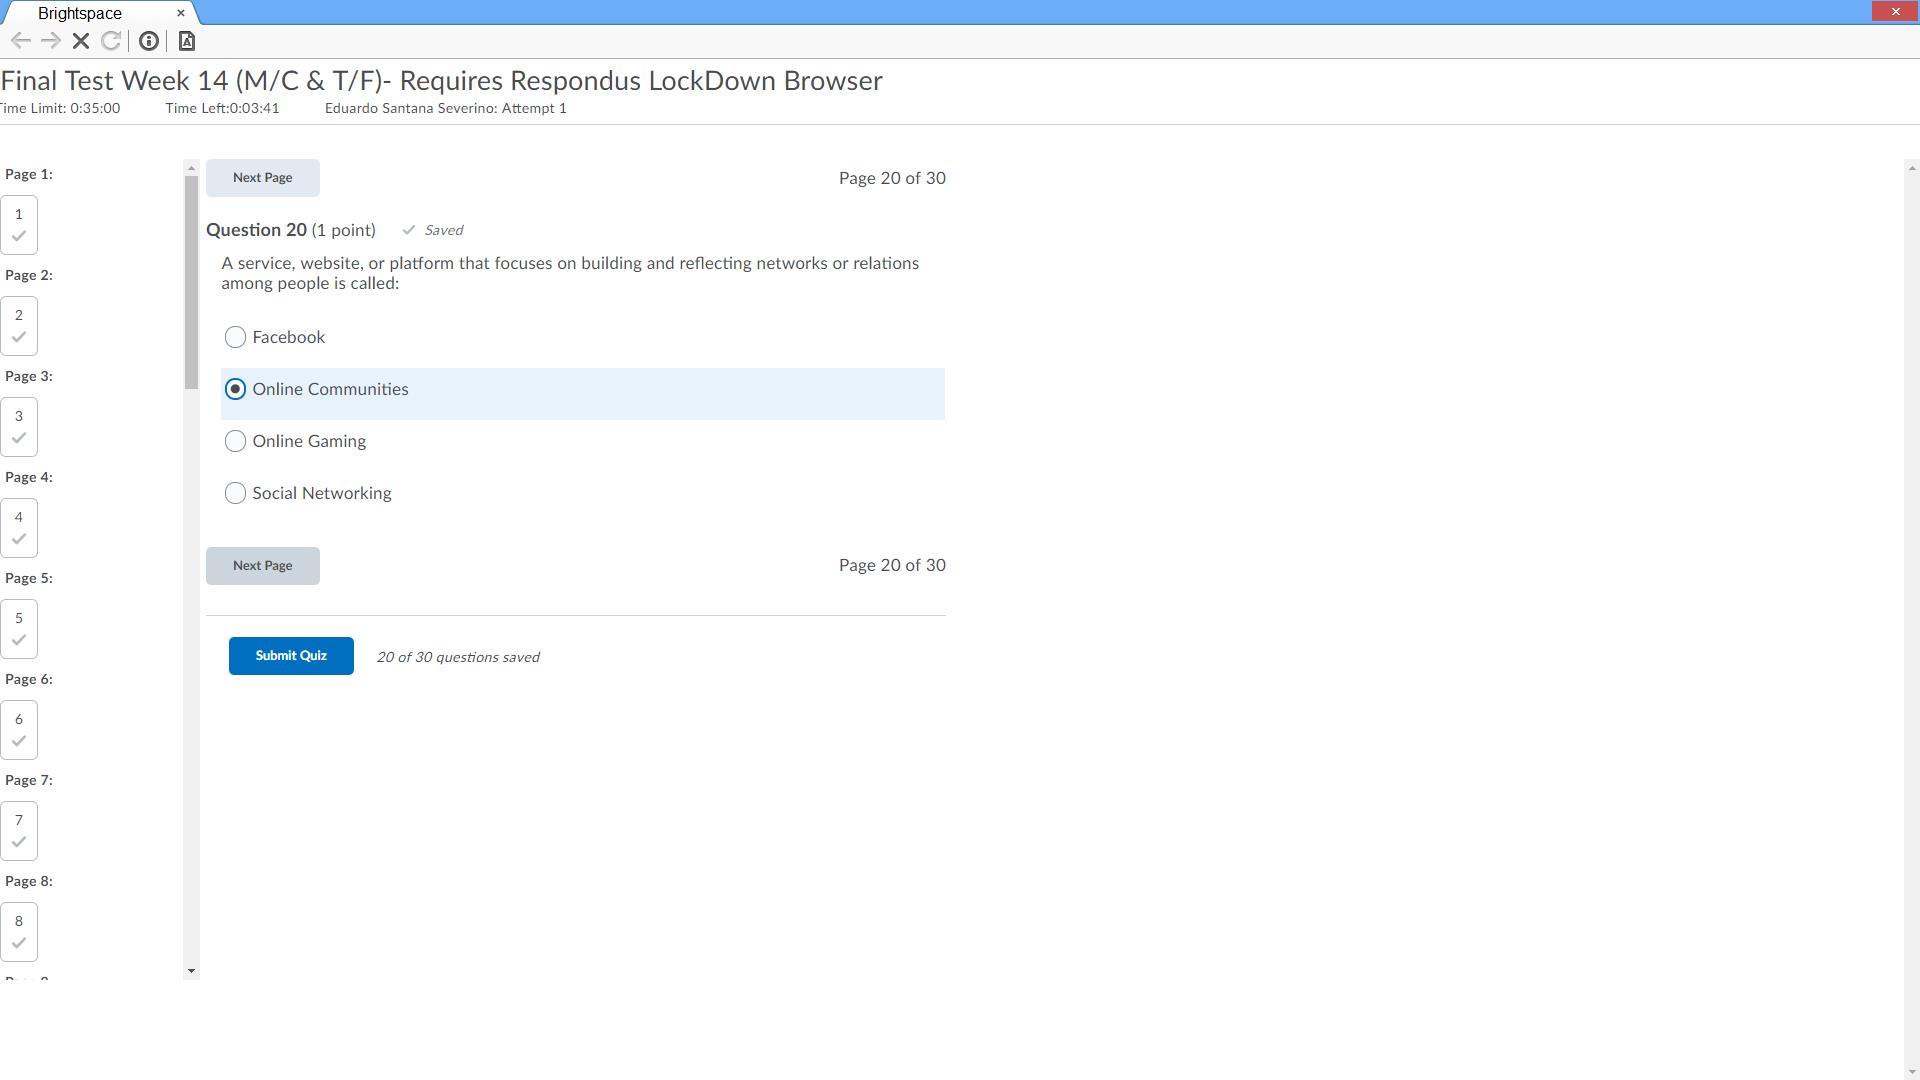 Brightspace
Final Test Week 14 (M/C & T/F)- Requires Respondus LockDown Browser
Time Limit: 0:35:00 Time Left:0:03:41 Eduardo Santana Severino: Attempt 1
Page 1:
1
Page 2:
2
Page 3:
3
Page 4:
4
Page 5:
5
Page 6:
6
Page 7:
7
Page 8:
8
Next Page Page 20 of 30
Question 20 (1 point) Saved
A service, website, or platform that focuses on building and reflecting networks or relations
among people is called:
Facebook
Online Communities
Online Gaming
Social Networking
Next Page Page 20 of 30
Submit Quiz 20 of 30 questions saved